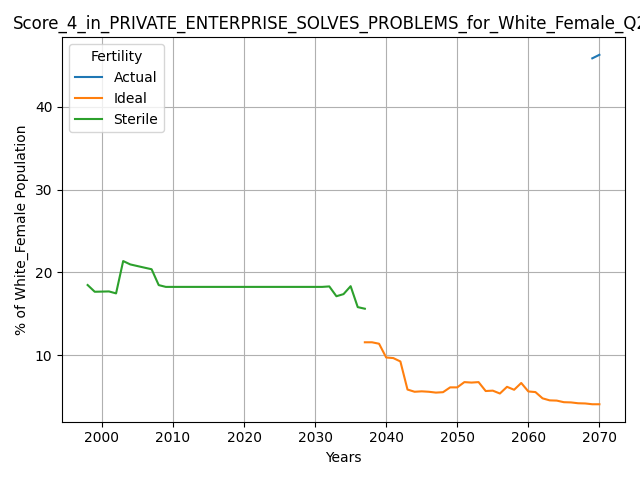 Score_4_in_PRIVATE_ENTERPRISE_SOLVES_PROBLEMS_for_White_Female_Q2
Fertility
Actual
Ideal
Sterile
% of White_Female Population
40
30
20
10
2000 2010 2020 2030 2040 2050 2060 2070
Years